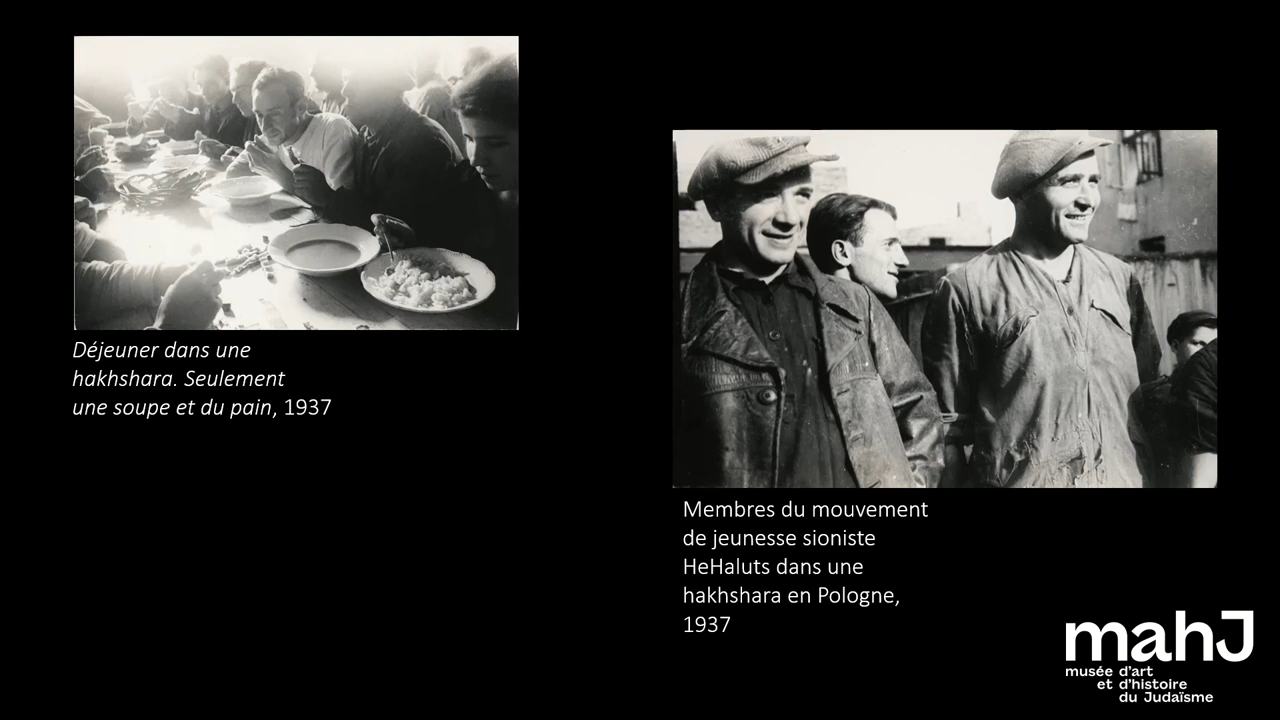 Déjeuner dans une
hakhshara. Seulement
une soupe et du pain, 1937
Membres du mouvement
de jeunesse sioniste
HeHaluts dans une
hakhshara en Pologne,
1937
mahJ
musée d'art
et d'histoire
du Judaïsme